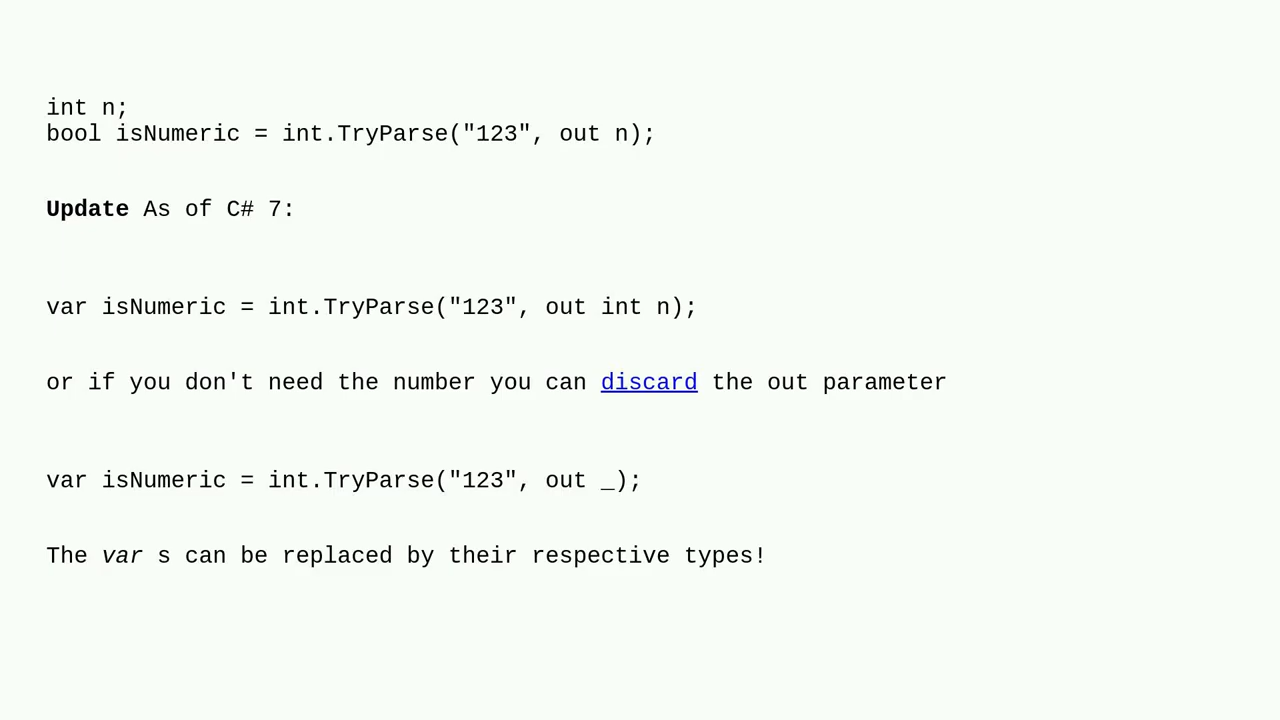 int n;
bool isNumeric = int.TryParse("123", out n);
Update As of C# 7:
var isNumeric = int.TryParse("123", out int n);
or if you don't need the number you can discard the out parameter
var isNumeric = int.TryParse("123", out _);
The var s can be replaced by their respective types!